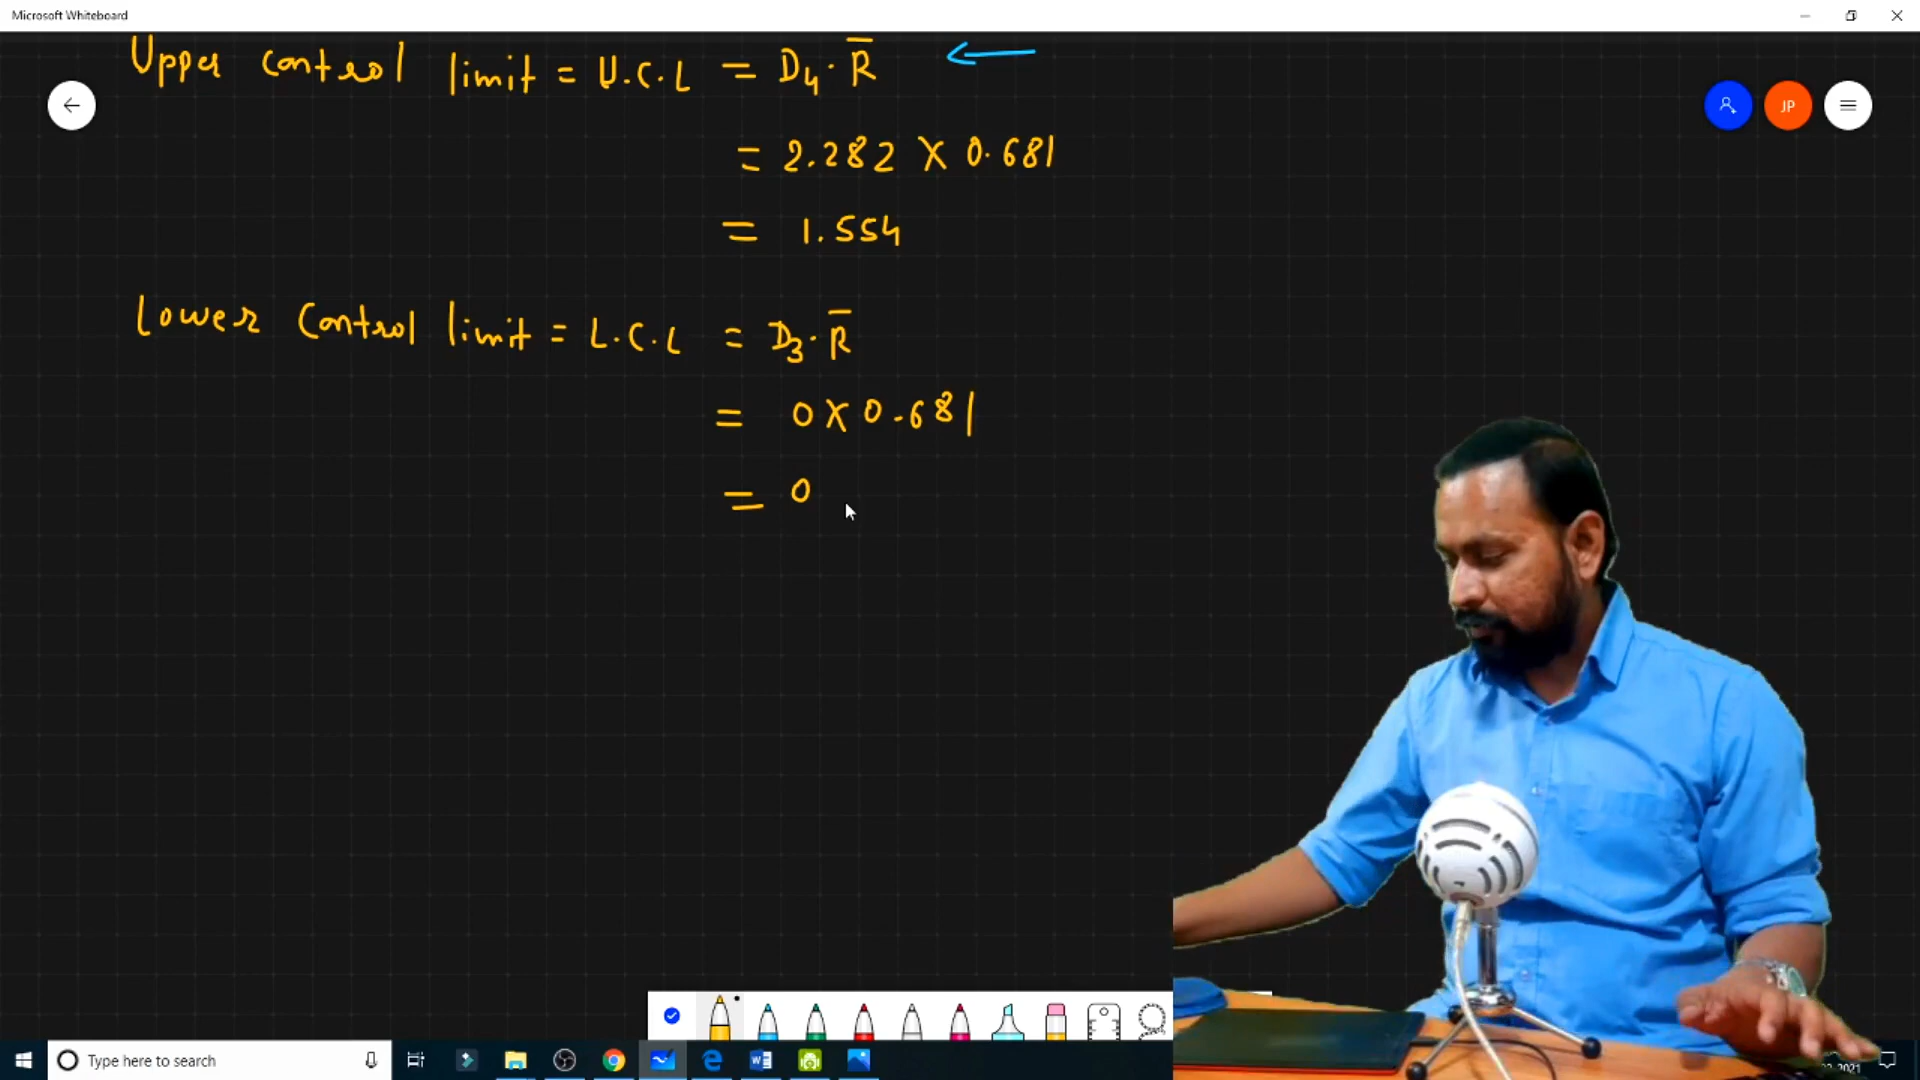 Microsoft Whiteboard
Upper control limit = U.C.L = D₄·R̅
JP
= 2.282 X 0.681
= 1.554
Lower control limit = L.C.L = D₃·R̅
= 0 X 0.681
= 0
Type here to search